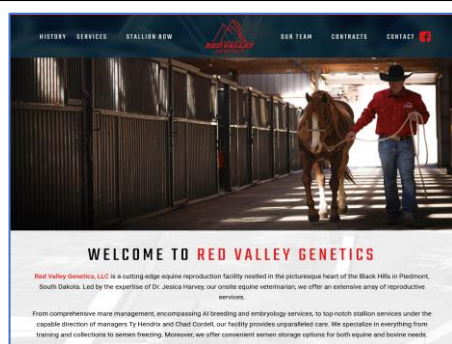 HISTORY SERVICES STALLION ROW RED VALLEY GENETICS OUR TEAM CONTRACTS CONTACT f
WELCOME TO RED VALLEY GENETICS
Red Valley Genetics, LLC is a cutting-edge equine reproduction facility nestled in the picturesque heart of the Black Hills in Piedmont,
South Dakota. Led by the expertise of Dr. Jesica Harvey, our onsite equine veterinarian, we offer an extensive array of reproductive
services.
From comprehensive mare management, encompassing AI breeding and embryology services, to top-notch stallion services under the
capable direction of managers Ty Hendrix and Chad Cordell, our facility provides unparalleled care. We specialize in everything from
training and collections to semen freezing. Moreover, we offer convenient semen storage options for both equine and bovine needs.